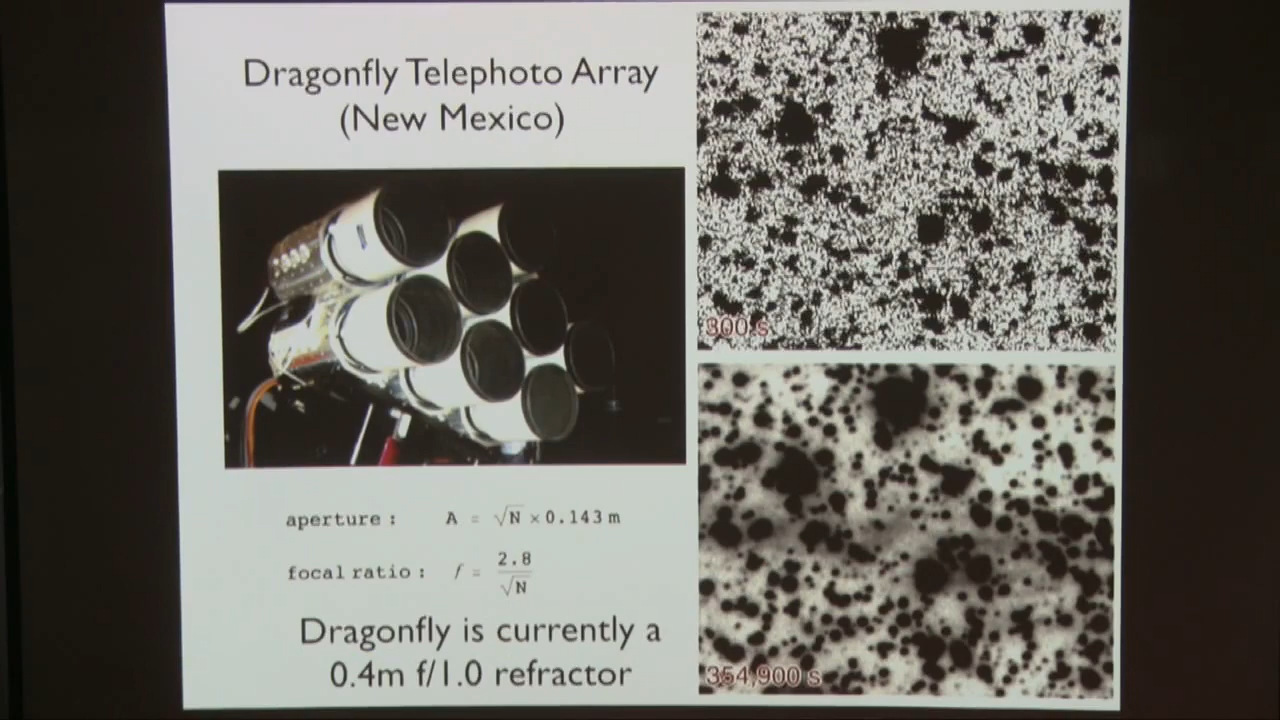 Dragonfly Telephoto Array
(New Mexico)
300 s
aperture : A = √N × 0.143 m
focal ratio : f = 2.8/√N
Dragonfly is currently a
0.4m f/1.0 refractor
354,900 s